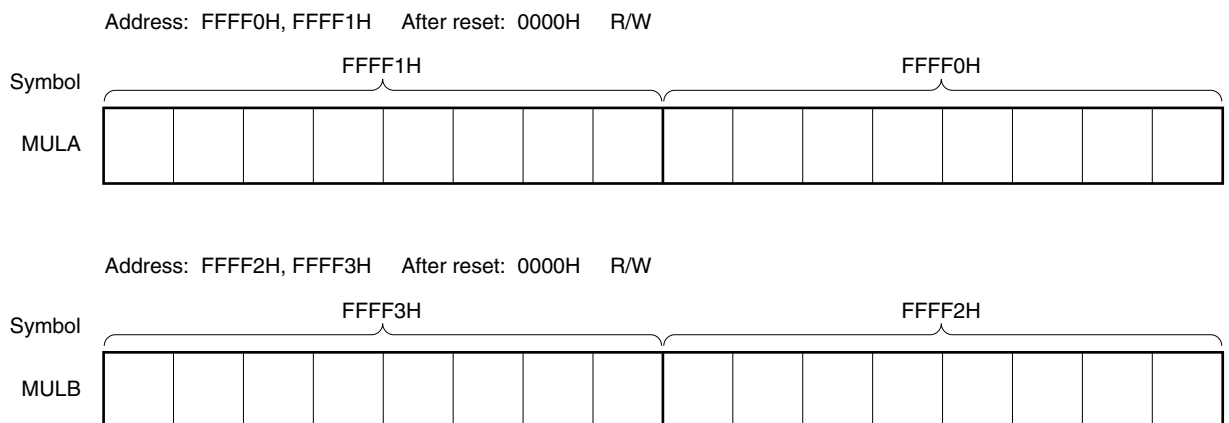 Address: FFFF0H, FFFF1H After reset: 0000H R/W
FFFF1H FFFF0H
Symbol
MULA
Address: FFFF2H, FFFF3H After reset: 0000H R/W
FFFF3H FFFF2H
Symbol
MULB